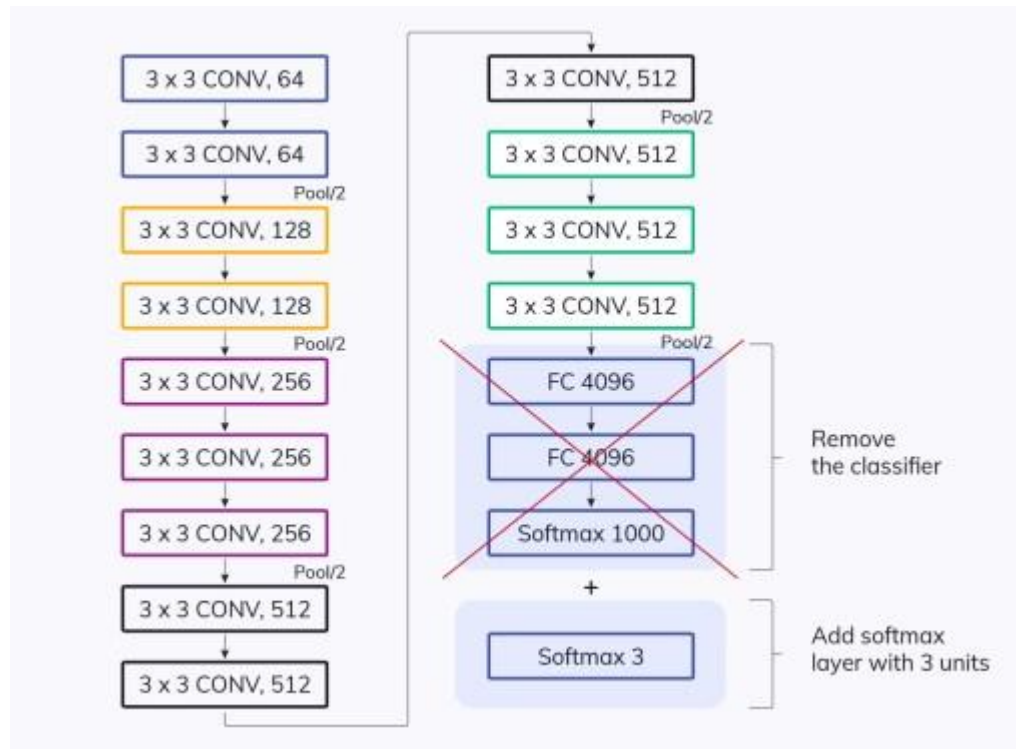 3 x 3 CONV, 64
3 x 3 CONV, 64
Pool/2
3 x 3 CONV, 128
3 x 3 CONV, 128
Pool/2
3 x 3 CONV, 256
3 x 3 CONV, 256
3 x 3 CONV, 256
Pool/2
3 x 3 CONV, 512
3 x 3 CONV, 512
3 x 3 CONV, 512
Pool/2
3 x 3 CONV, 512
3 x 3 CONV, 512
3 x 3 CONV, 512
Pool/2
FC 4096
FC 4096
Softmax 1000
Remove
the classifier
+
Softmax 3
Add softmax
layer with 3 units